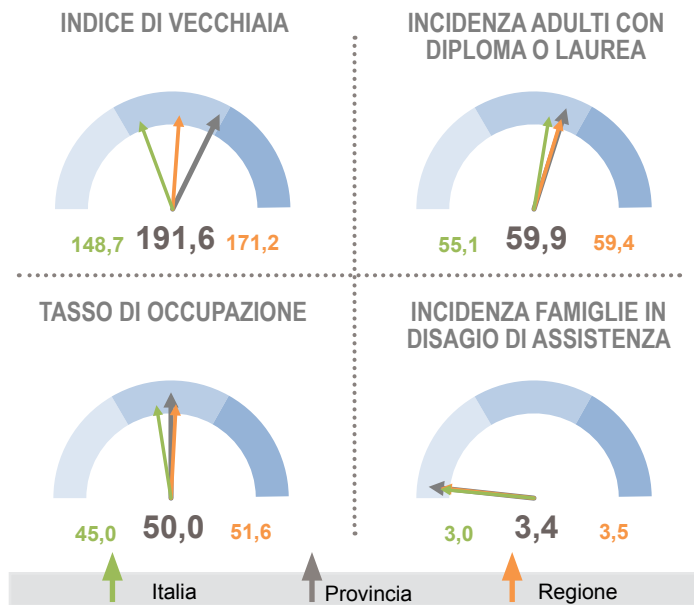 INDICE DI VECCHIAIA
148,7 191,6 171,2
INCIDENZA ADULTI CON
DIPLOMA O LAUREA
55,1 59,9 59,4
TASSO DI OCCUPAZIONE
45,0 50,0 51,6
INCIDENZA FAMIGLIE IN
DISAGIO DI ASSISTENZA
3,0 3,4 3,5
Italia Provincia Regione